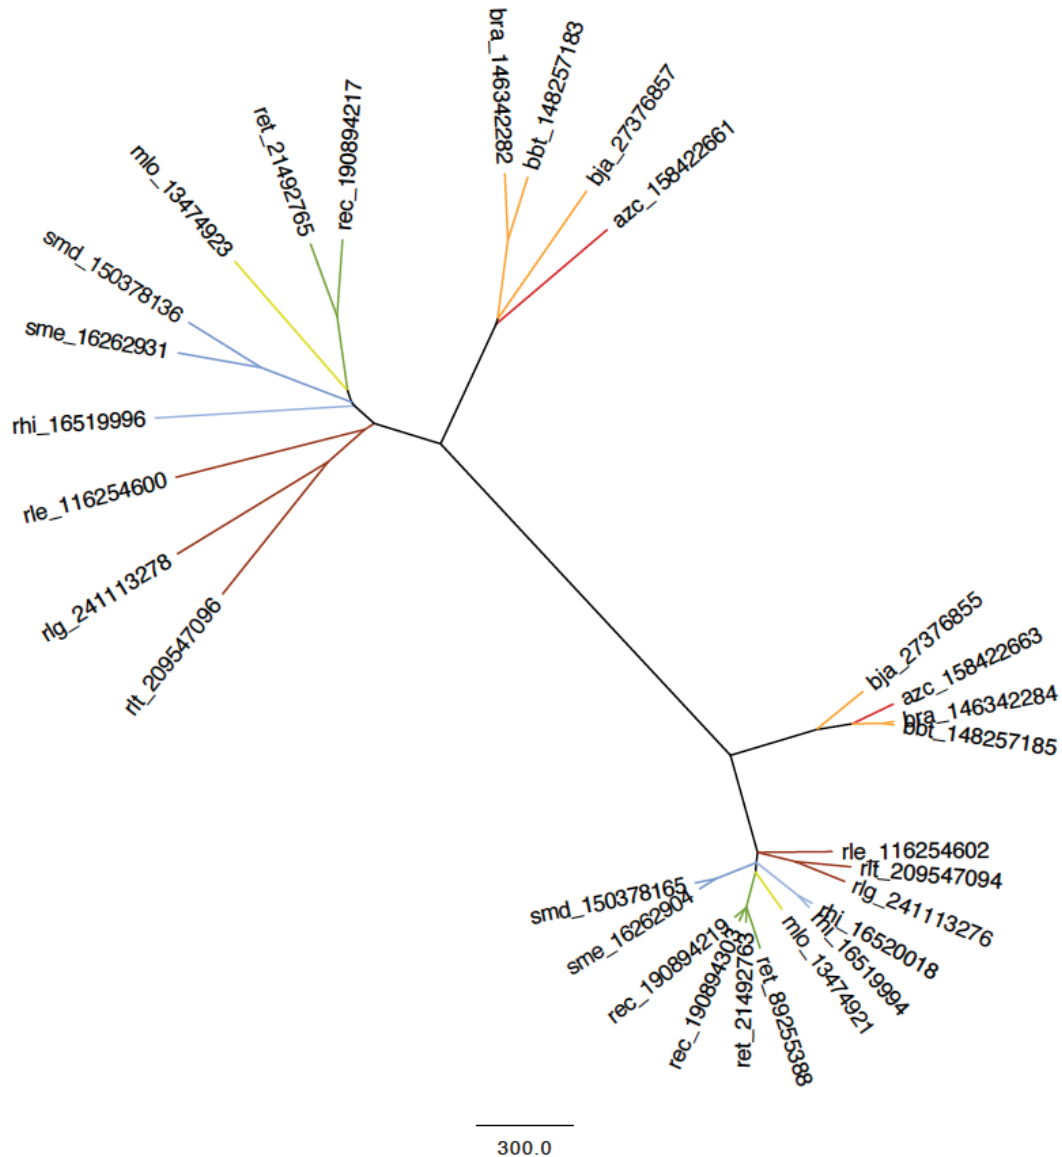 bra_146342282
bbt_148257183
bja_27376857
azc_158422661
rec_190894217
ret_21492765
mlo_13474923
smd_150378136
sme_16262931
rhi_16519996
rle_116254600
rlg_241113278
rlt_209547096
bja_27376855
azc_158422663
bra_146342284
bbt_148257185
rle_116254602
rlt_209547094
rlg_241113276
rhi_16520018
rhi_16519994
mlo_13474921
ret_89255388
ret_21492763
rec_190894303
rec_190894219
sme_16262904
smd_150378165
300.0